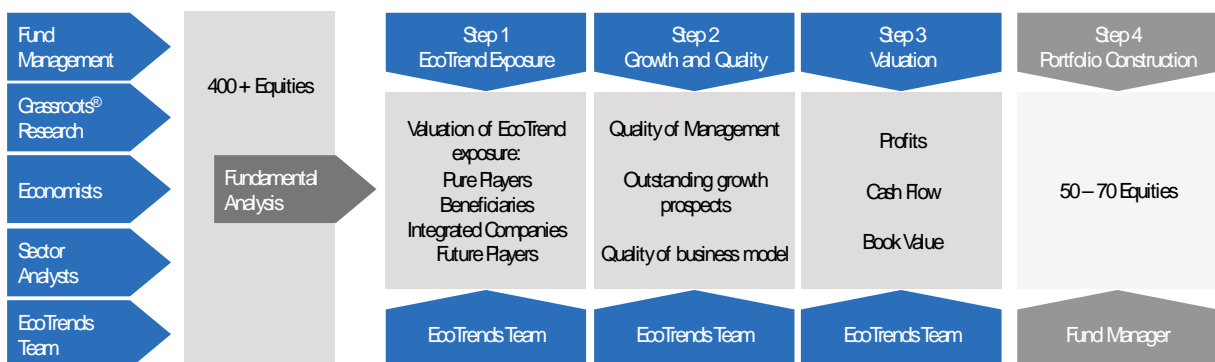 Fund
Management
Grassroots®
Research
Economists
Sector
Analysts
EcoTrends
Team
400+ Equities
Fundamental
Analysis
Step 1
EcoTrend Exposure
Valuation of EcoTrend
exposure:
Pure Players
Beneficiaries
Integrated Companies
Future Players
EcoTrends Team
Step 2
Growth and Quality
Quality of Management
Outstanding growth
prospects
Quality of business model
EcoTrends Team
Step 3
Valuation
Profits
Cash Flow
Book Value
EcoTrends Team
Step 4
Portfolio Construction
50 – 70 Equities
Fund Manager